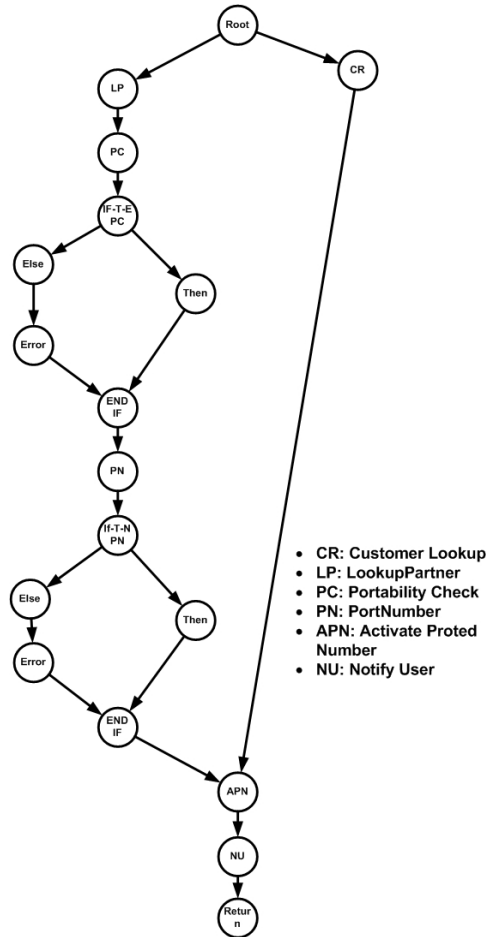 Root
CR
LP
PC
IF-T-E
PC
Else
Then
Error
END
IF
PN
If-T-N
PN
Else
Then
Error
END
IF
APN
NU
Retur
n
• CR: Customer Lookup
• LP: LookupPartner
• PC: Portability Check
• PN: PortNumber
• APN: Activate Proted
Number
• NU: Notify User